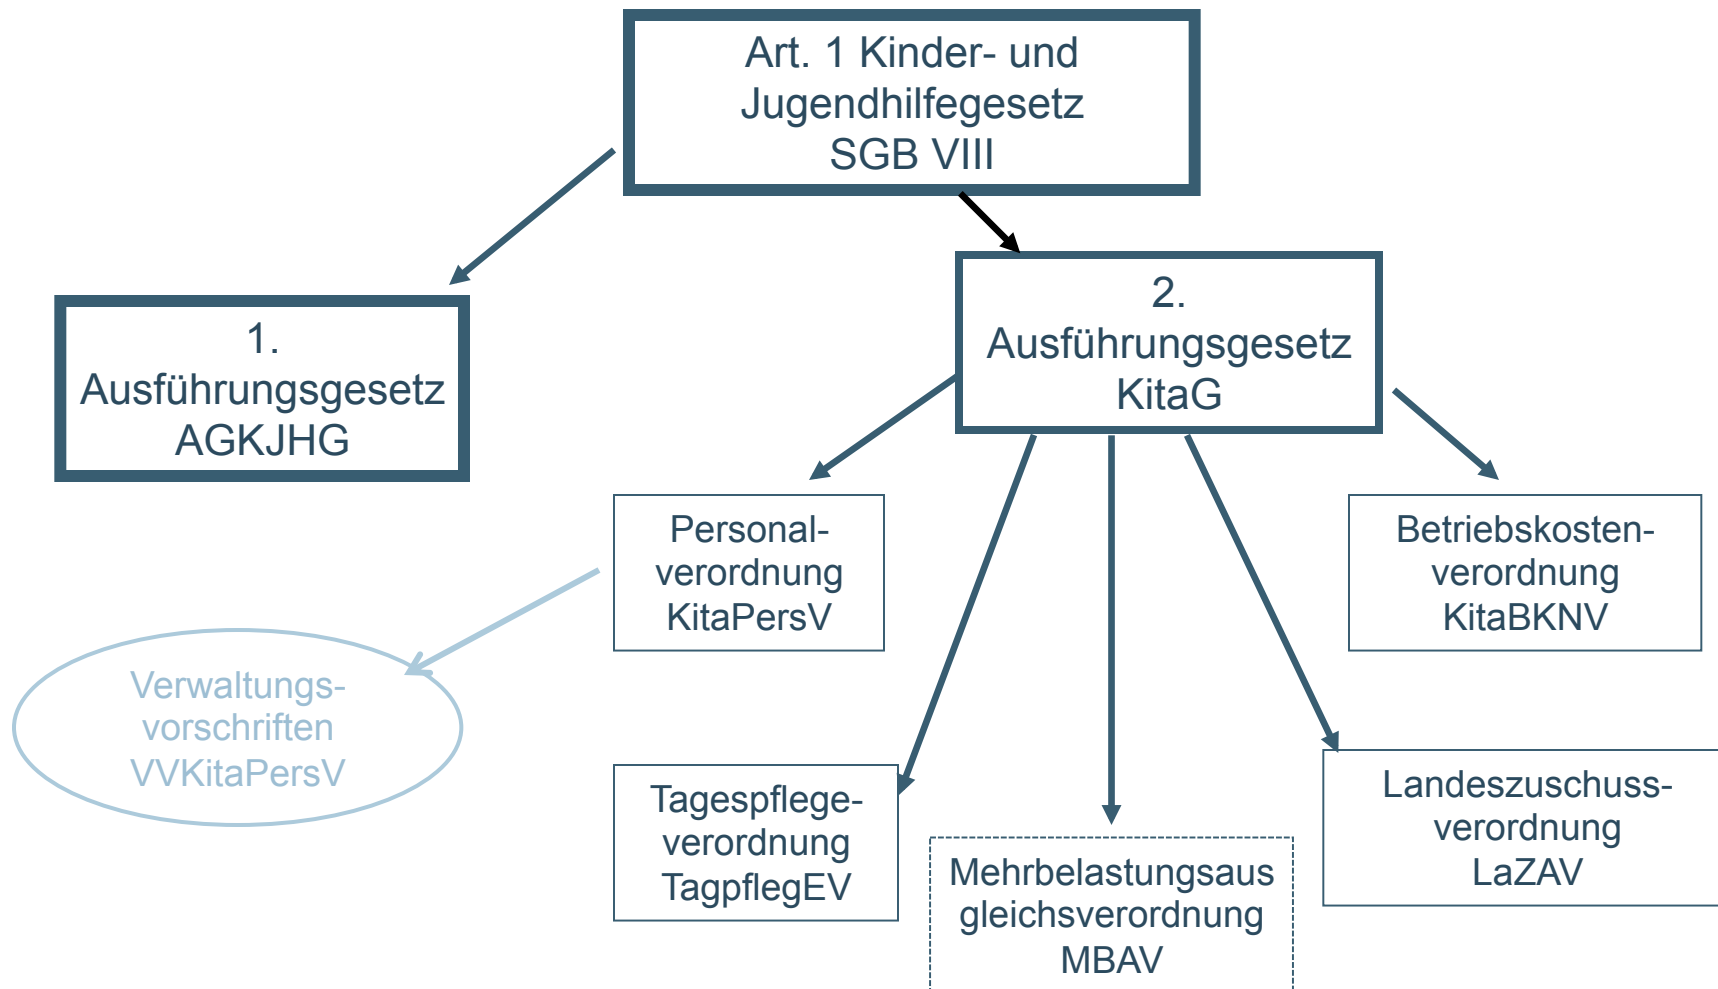 Art. 1 Kinder- und
Jugendhilfegesetz
SGB VIII
1.
Ausführungsgesetz
AGKJHG
2.
Ausführungsgesetz
KitaG
Personal-
verordnung
KitaPersV
Betriebskosten-
verordnung
KitaBKNV
Verwaltungs-
vorschriften
VVKitaPersV
Tagespflege-
verordnung
TagpflegEV
Mehrbelastungsaus
gleichsverordnung
MBAV
Landeszuschuss-
verordnung
LaZAV